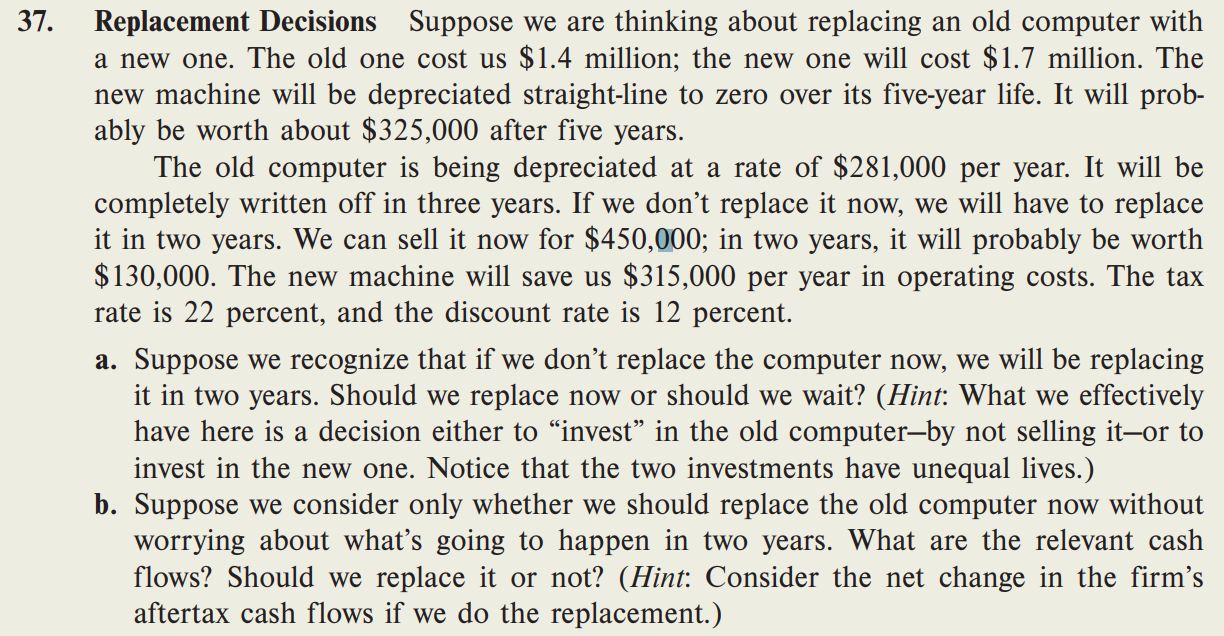 37. Replacement Decisions Suppose we are thinking about replacing an old computer with
a new one. The old one cost us $1.4 million; the new one will cost $1.7 million. The
new machine will be depreciated straight-line to zero over its five-year life. It will prob-
ably be worth about $325,000 after five years.
The old computer is being depreciated at a rate of $281,000 per year. It will be
completely written off in three years. If we don’t replace it now, we will have to replace
it in two years. We can sell it now for $450,000; in two years, it will probably be worth
$130,000. The new machine will save us $315,000 per year in operating costs. The tax
rate is 22 percent, and the discount rate is 12 percent.
a. Suppose we recognize that if we don’t replace the computer now, we will be replacing
it in two years. Should we replace now or should we wait? (Hint: What we effectively
have here is a decision either to “invest” in the old computer—by not selling it—or to
invest in the new one. Notice that the two investments have unequal lives.)
b. Suppose we consider only whether we should replace the old computer now without
worrying about what’s going to happen in two years. What are the relevant cash
flows? Should we replace it or not? (Hint: Consider the net change in the firm’s
aftertax cash flows if we do the replacement.)